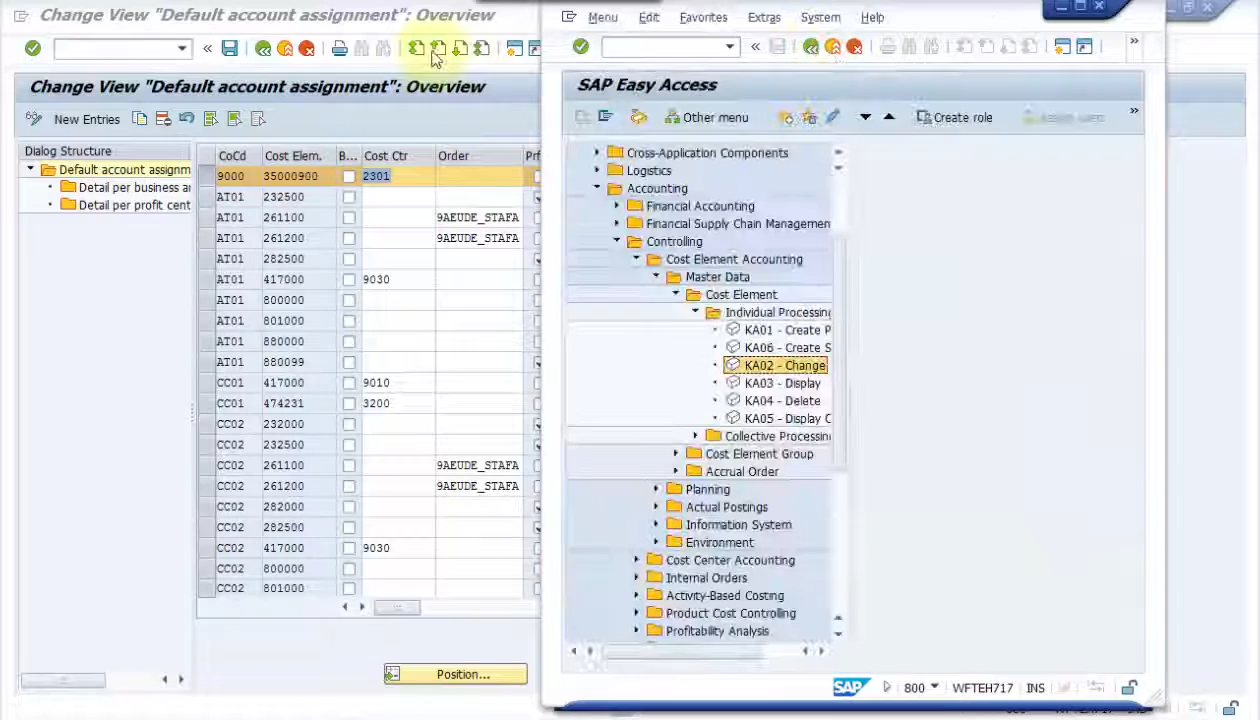 Change View "Default account assignment": Overview
Change View "Default account assignment": Overview
New Entries
Dialog Structure
Default account assignm
Detail per business ar
Detail per profit cent
CoCd Cost Elem. B... Cost Ctr Order Prf
9000 35000900 2301
AT01 232500
AT01 261100 9AEUDE_STAFA
AT01 261200 9AEUDE_STAFA
AT01 282500
AT01 417000 9030
AT01 800000
AT01 801000
AT01 880000
AT01 880099
CC01 417000 9010
CC01 474231 3200
CC02 232000
CC02 232500
CC02 261100 9AEUDE_STAFA
CC02 261200 9AEUDE_STAFA
CC02 282000
CC02 282500
CC02 417000 9030
CC02 800000
CC02 801000
Position...
Menu Edit Favorites Extras System Help
SAP Easy Access
Other menu Create role
Cross-Application Components
Logistics
Accounting
Financial Accounting
Financial Supply Chain Managemen
Controlling
Cost Element Accounting
Master Data
Cost Element
Individual Processing
KA01 - Create P
KA06 - Create S
KA02 - Change
KA03 - Display
KA04 - Delete
KA05 - Display C
Collective Processin
Cost Element Group
Accrual Order
Planning
Actual Postings
Information System
Environment
Cost Center Accounting
Internal Orders
Activity-Based Costing
Product Cost Controlling
Profitability Analysis
SAP 800 WFTEH717 INS